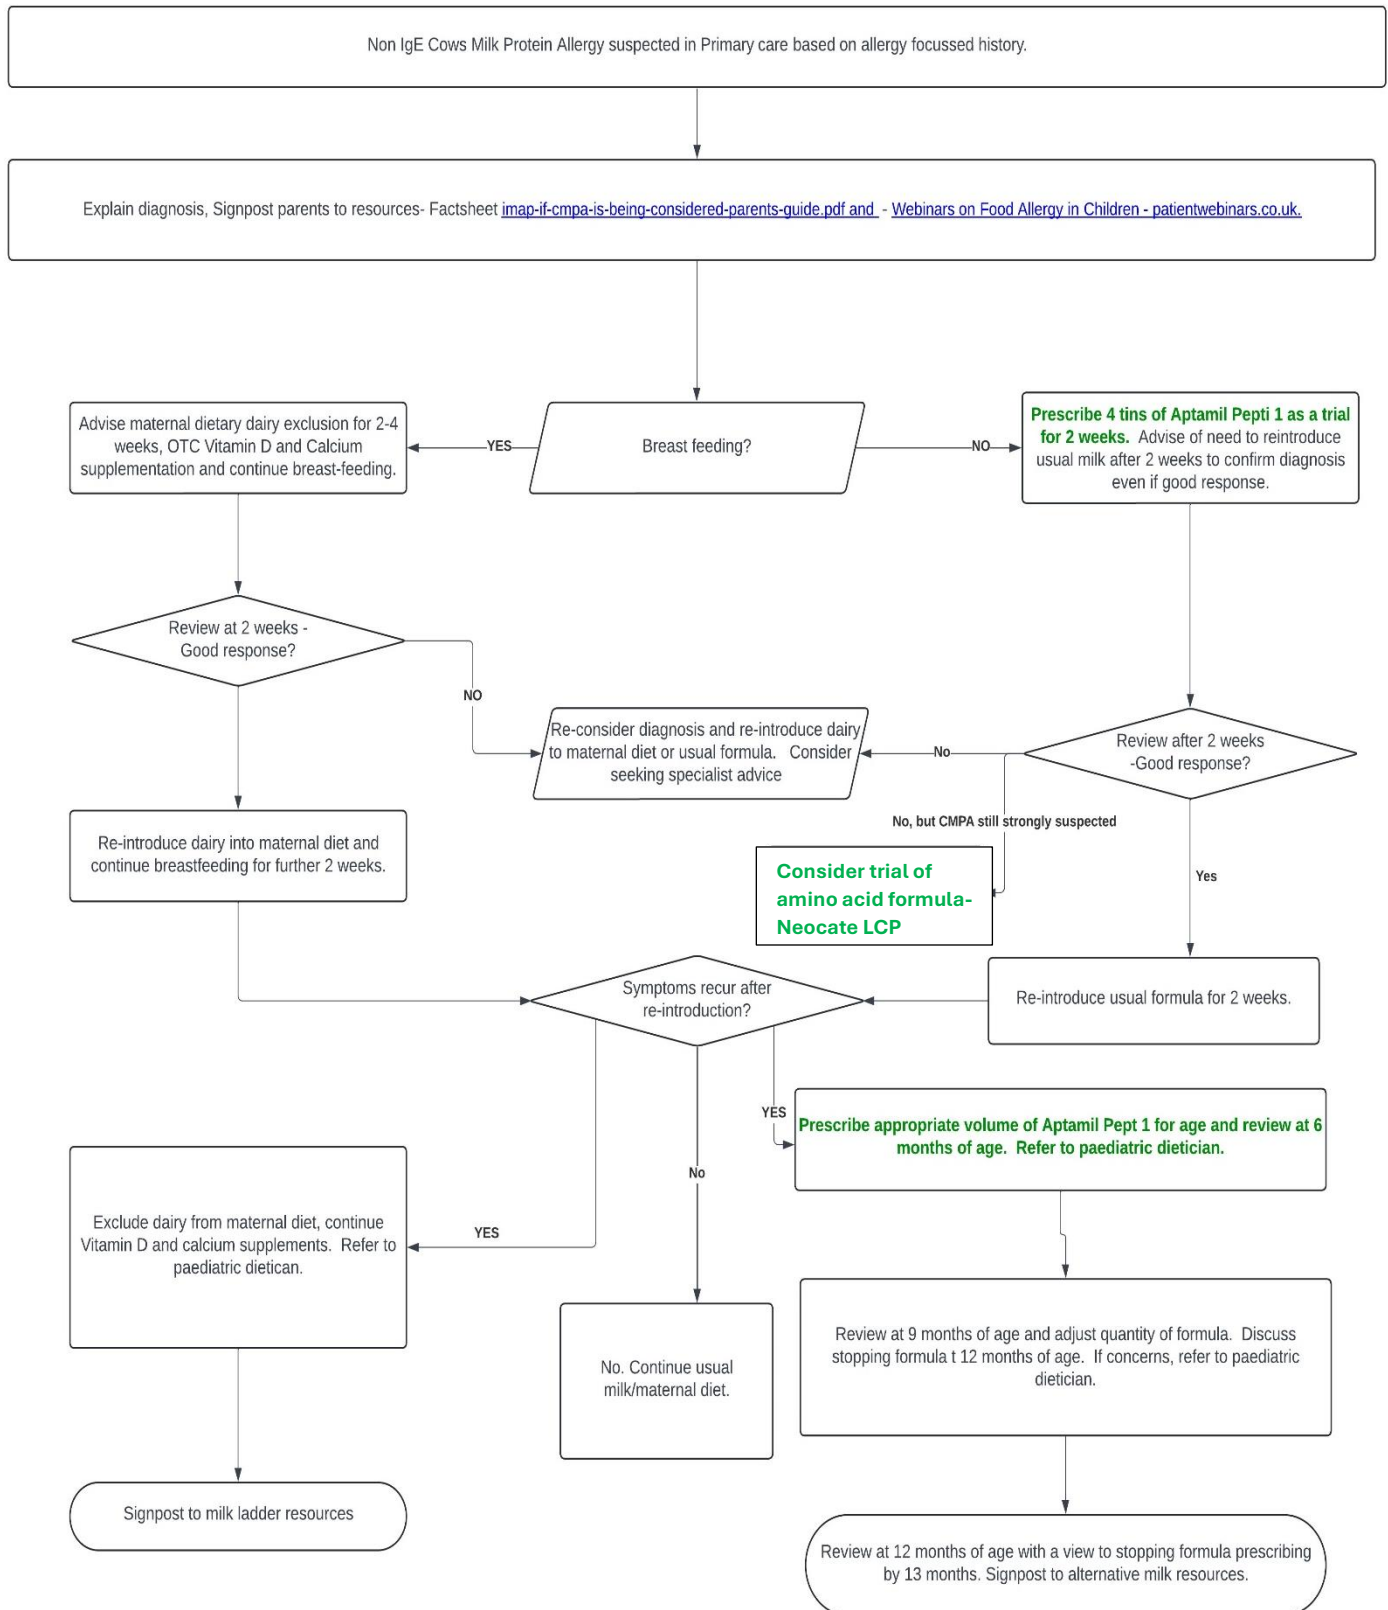 Non IgE Cows Milk Protein Allergy suspected in Primary care based on allergy focussed history.
Explain diagnosis, Signpost parents to resources- Factsheet imap-if-cmpa-is-being-considered-parents-guide.pdf and  - Webinars on Food Allergy in Children - patientwebinars.co.uk.
Advise maternal dietary dairy exclusion for 2-4
weeks, OTC Vitamin D and Calcium
supplementation and continue breast-feeding.
YES
Breast feeding?
NO
Prescribe 4 tins of Aptamil Pepti 1 as a trial
for 2 weeks.  Advise of need to reintroduce
usual milk after 2 weeks to confirm diagnosis
even if good response.
Review at 2 weeks -
Good response?
NO
Re-consider diagnosis and re-introduce dairy
to maternal diet or usual formula.   Consider
seeking specialist advice
No
Review after 2 weeks
-Good response?
No, but CMPA still strongly suspected
Re-introduce dairy into maternal diet and
continue breastfeeding for further 2 weeks.
Consider trial of
amino acid formula-
Neocate LCP
Yes
Symptoms recur after
re-introduction?
Re-introduce usual formula for 2 weeks.
YES
Prescribe appropriate volume of Aptamil Pept 1 for age and review at 6
months of age.  Refer to paediatric dietician.
No
Exclude dairy from maternal diet, continue
Vitamin D and calcium supplements.  Refer to
paediatric dietican.
YES
No. Continue usual
milk/maternal diet.
Review at 9 months of age and adjust quantity of formula.  Discuss
stopping formula t 12 months of age.  If concerns, refer to paediatric
dietician.
Signpost to milk ladder resources
Review at 12 months of age with a view to stopping formula prescribing
by 13 months. Signpost to alternative milk resources.